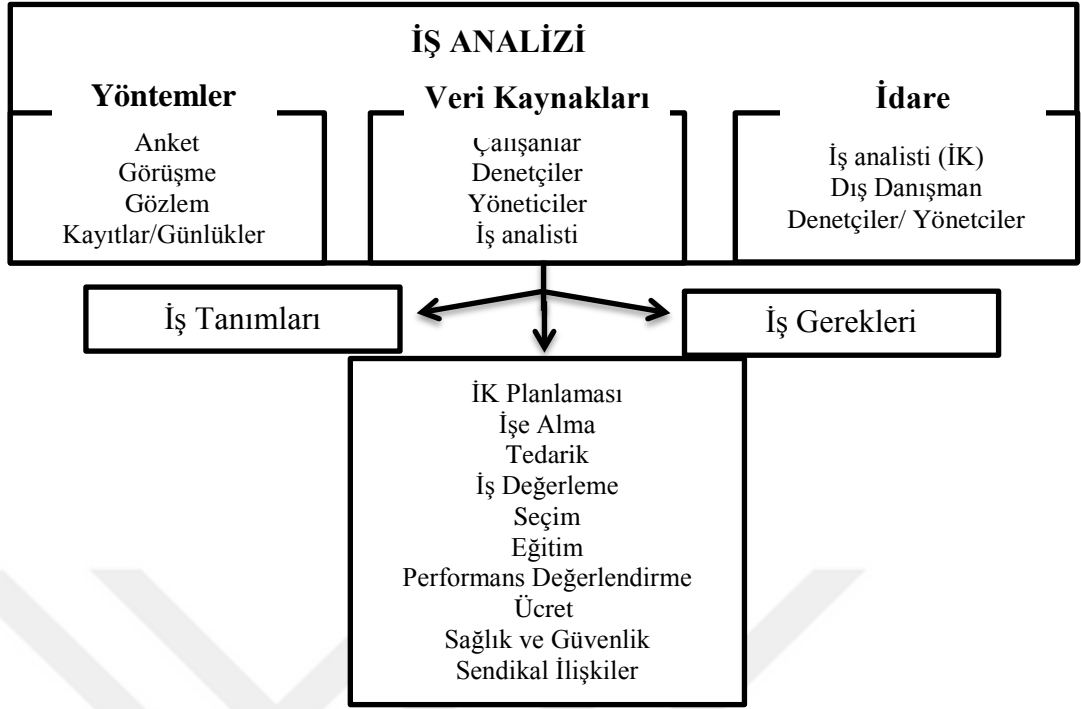 İŞ ANALİZİ
Yöntemler
Anket
Görüşme
Gözlem
Kayıtlar/Günlükler
Veri Kaynakları
Çalışanlar
Denetçiler
Yöneticiler
İş analisti
İdare
İş analisti (İK)
Dış Danışman
Denetçiler/ Yönetciler
İş Tanımları
İş Gerekleri
İK Planlaması
İşe Alma
Tedarik
İş Değerleme
Seçim
Eğitim
Performans Değerlendirme
Ücret
Sağlık ve Güvenlik
Sendikal İlişkiler